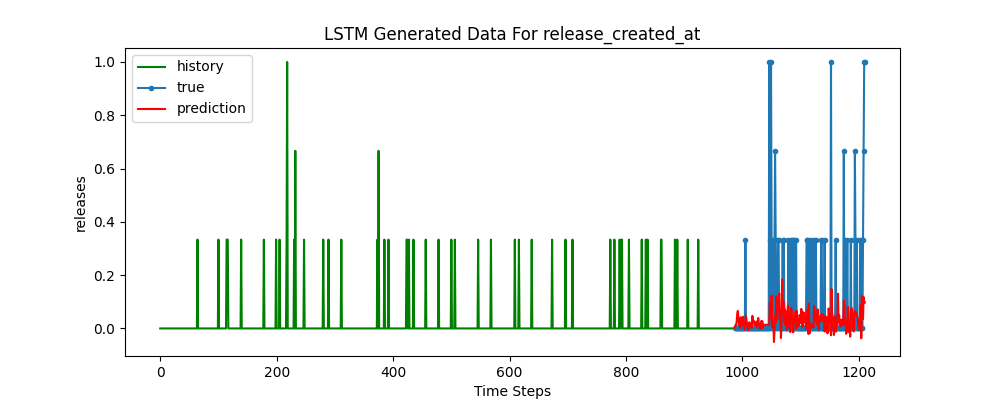 LSTM Generated Data For release_created_at
history
true
prediction
1.0
0.8
0.6
0.4
0.2
0.0
releases
0 200 400 600 800 1000 1200
Time Steps